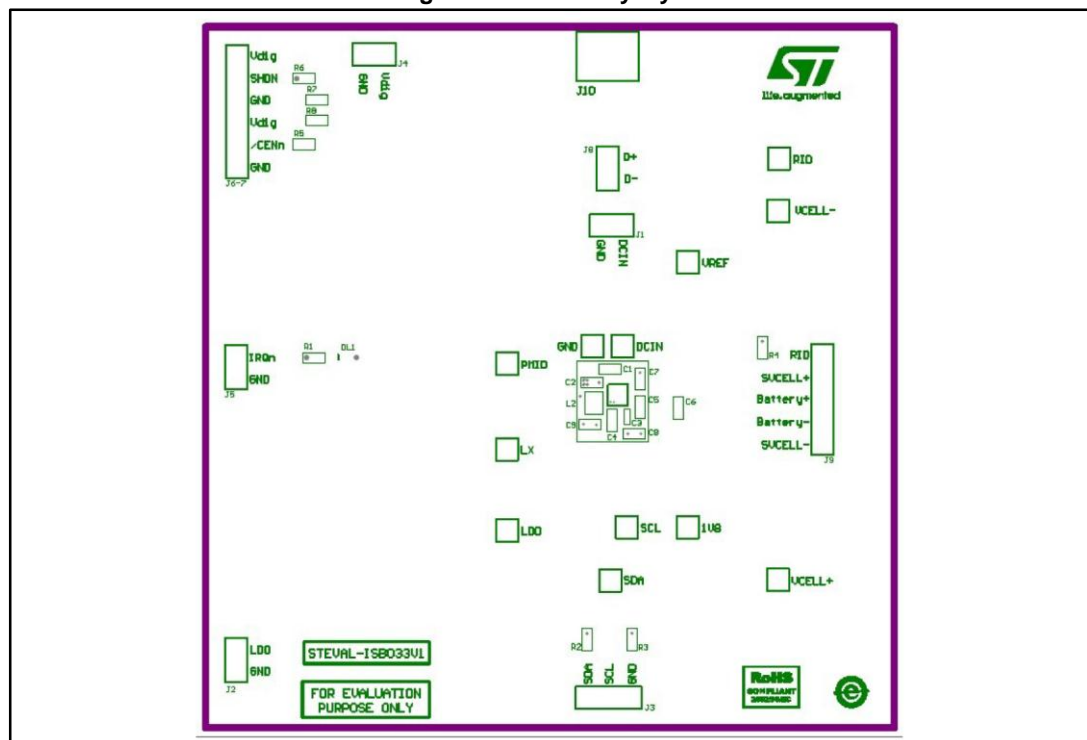 Vdig
SHDN
GND
Vdig
/CENn
GND
J6-7
R6
R7
R8
R5
J4
GND
Vdig
J10
life.augmented
J8
D+
D-
J1
GND
DCIN
RID
VCELL-
VREF
IRQn
GND
J5
R1
DL1
PMID
GND
DCIN
C1
C7
C2
L2
C5
C9
C3
C4
C8
C6
R4
RID
SVCELL+
Battery+
Battery-
SVCELL-
J9
LX
LDO
SCL
1V8
SDA
VCELL+
LDO
GND
J2
STEVAL-ISB033V1
FOR EVALUATION
PURPOSE ONLY
R2
R3
SDA
SCL
GND
J3
RoHS
COMPLIANT
e